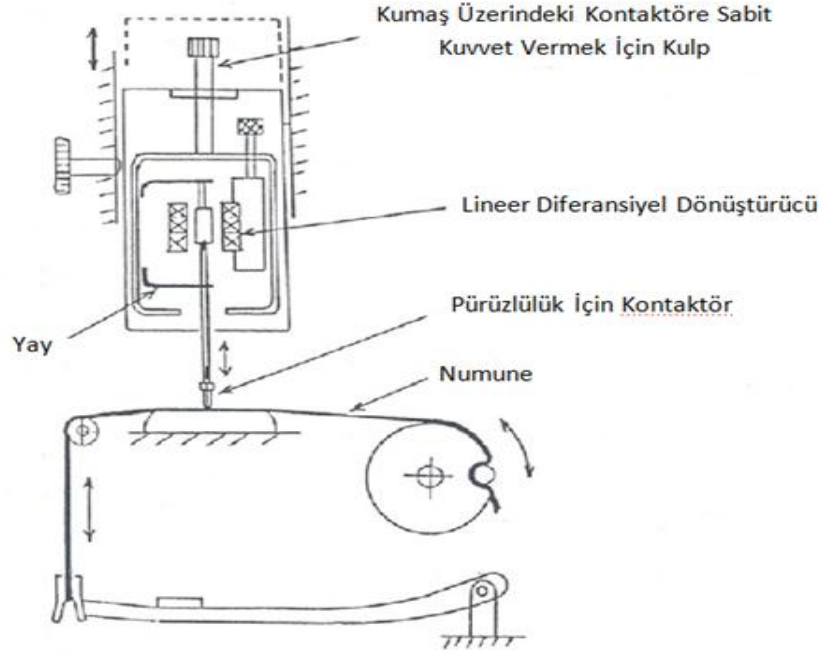 Kumaş Üzerindeki Kontaktöre Sabit
Kuvvet Vermek İçin Kulp
Lineer Diferansiyel Dönüştürücü
Pürüzlülük İçin Kontaktör
Yay
Numune